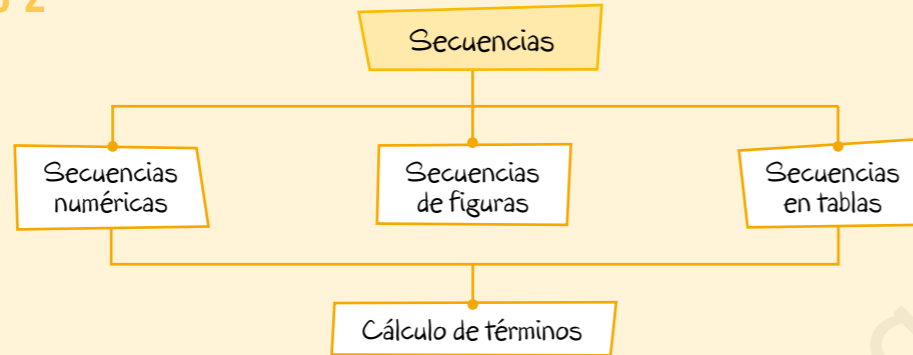 Secuencias
Secuencias
numéricas
Secuencias
de figuras
Secuencias
en tablas
Cálculo de términos